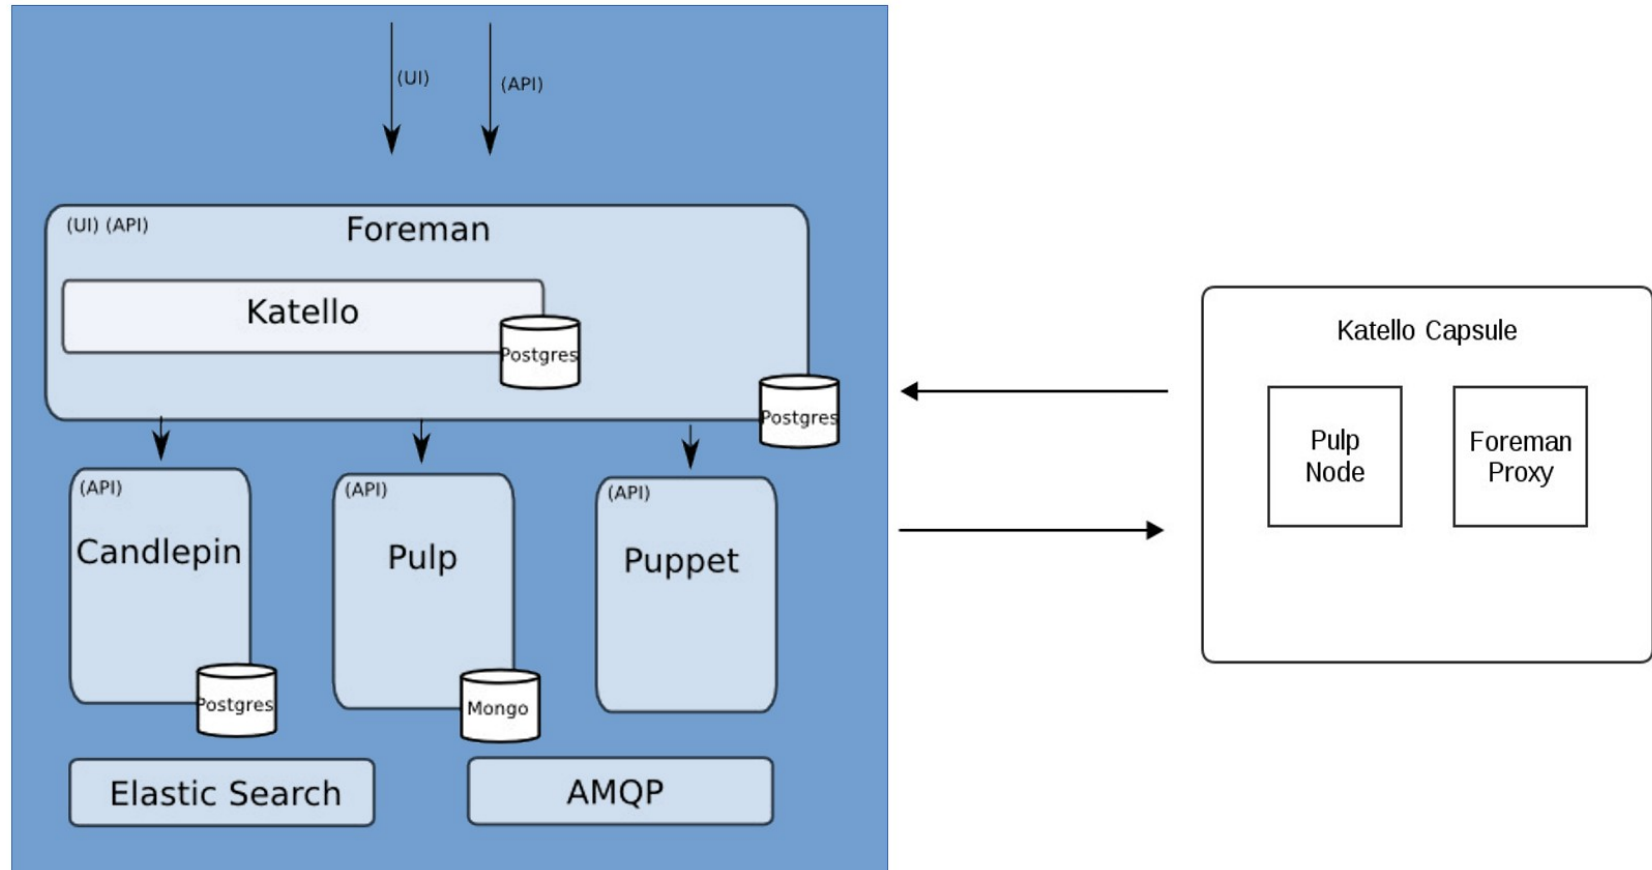 (UI)
(API)
(UI) (API)
Foreman
Katello
Postgres
Postgres
(API)
Candlepin
Postgres
(API)
Pulp
Mongo
(API)
Puppet
Elastic Search
AMQP
Katello Capsule
Pulp
Node
Foreman
Proxy